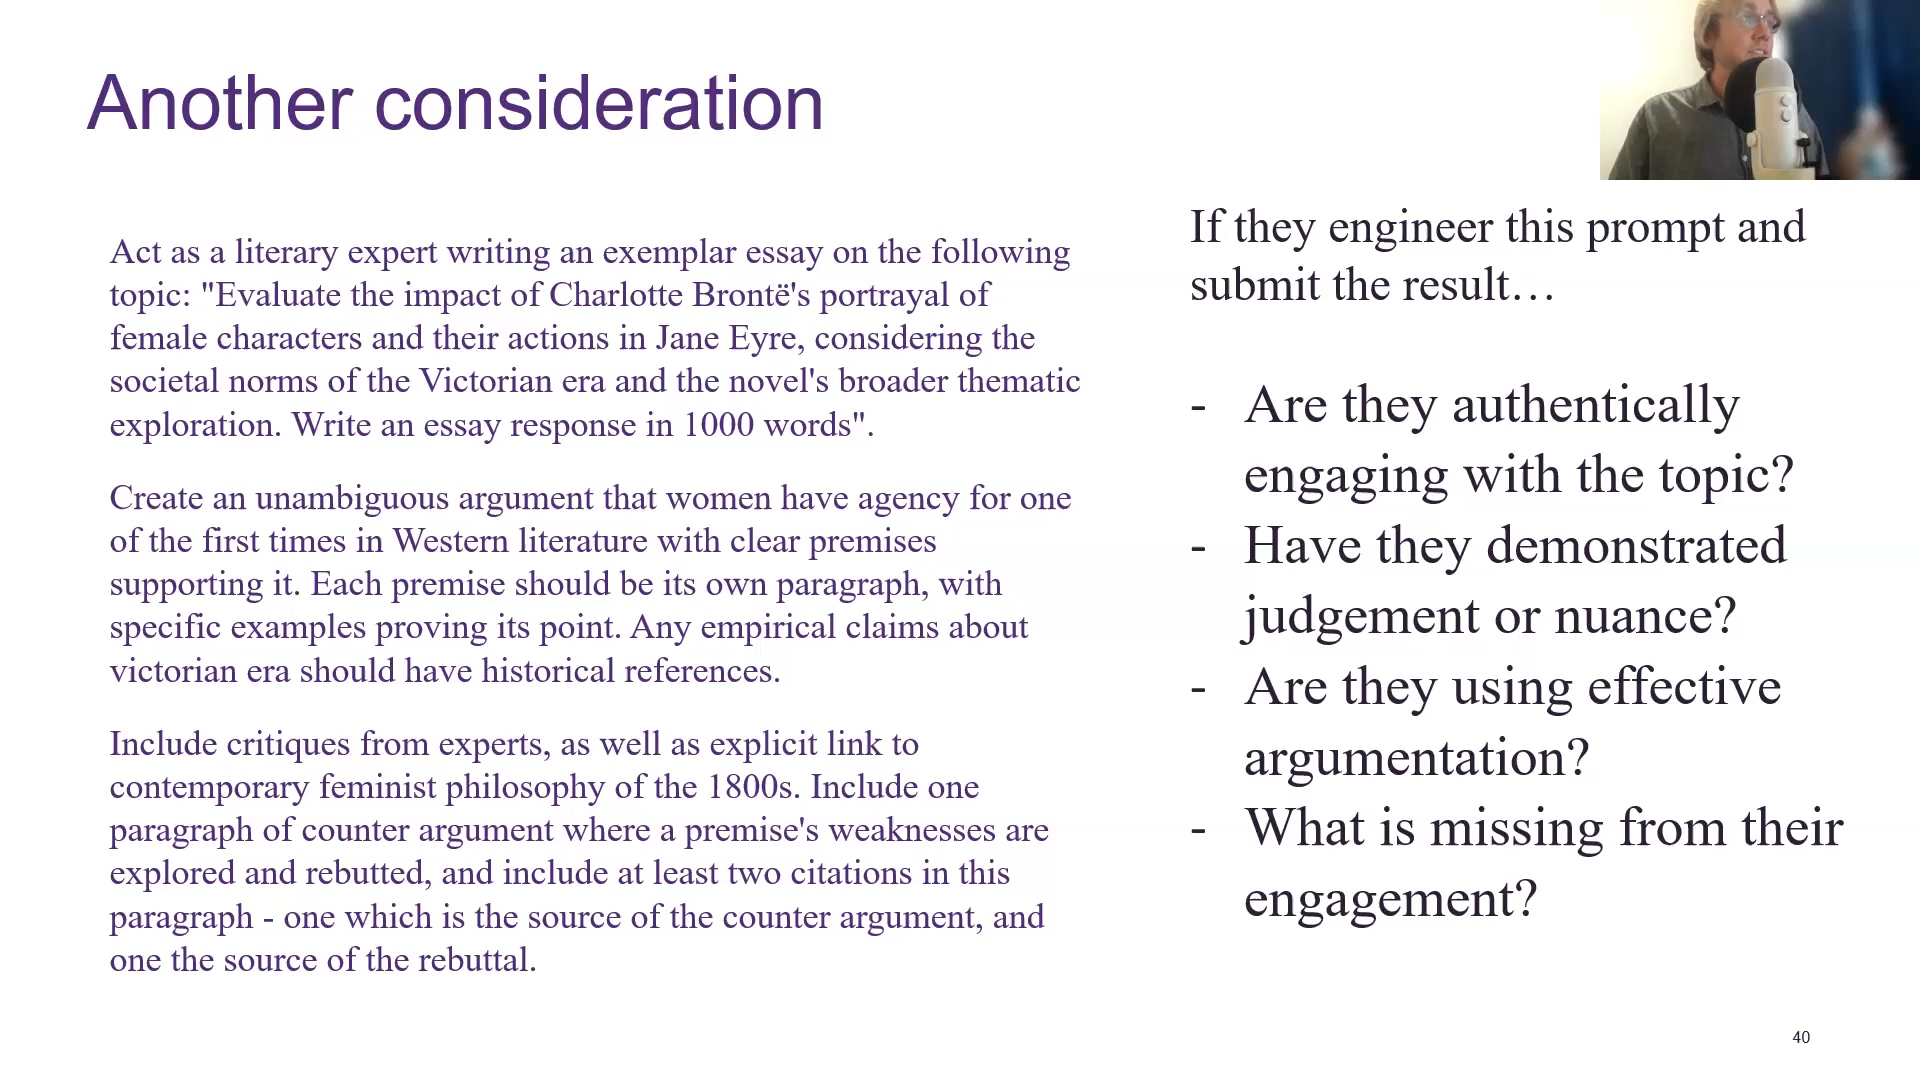 Another consideration
Act as a literary expert writing an exemplar essay on the following
topic: "Evaluate the impact of Charlotte Brontë's portrayal of
female characters and their actions in Jane Eyre, considering the
societal norms of the Victorian era and the novel's broader thematic
exploration. Write an essay response in 1000 words".
Create an unambiguous argument that women have agency for one
of the first times in Western literature with clear premises
supporting it. Each premise should be its own paragraph, with
specific examples proving its point. Any empirical claims about
victorian era should have historical references.
Include critiques from experts, as well as explicit link to
contemporary feminist philosophy of the 1800s. Include one
paragraph of counter argument where a premise's weaknesses are
explored and rebutted, and include at least two citations in this
paragraph - one which is the source of the counter argument, and
one the source of the rebuttal.
If they engineer this prompt and
submit the result…
- Are they authentically
engaging with the topic?
- Have they demonstrated
judgement or nuance?
- Are they using effective
argumentation?
- What is missing from their
engagement?
40